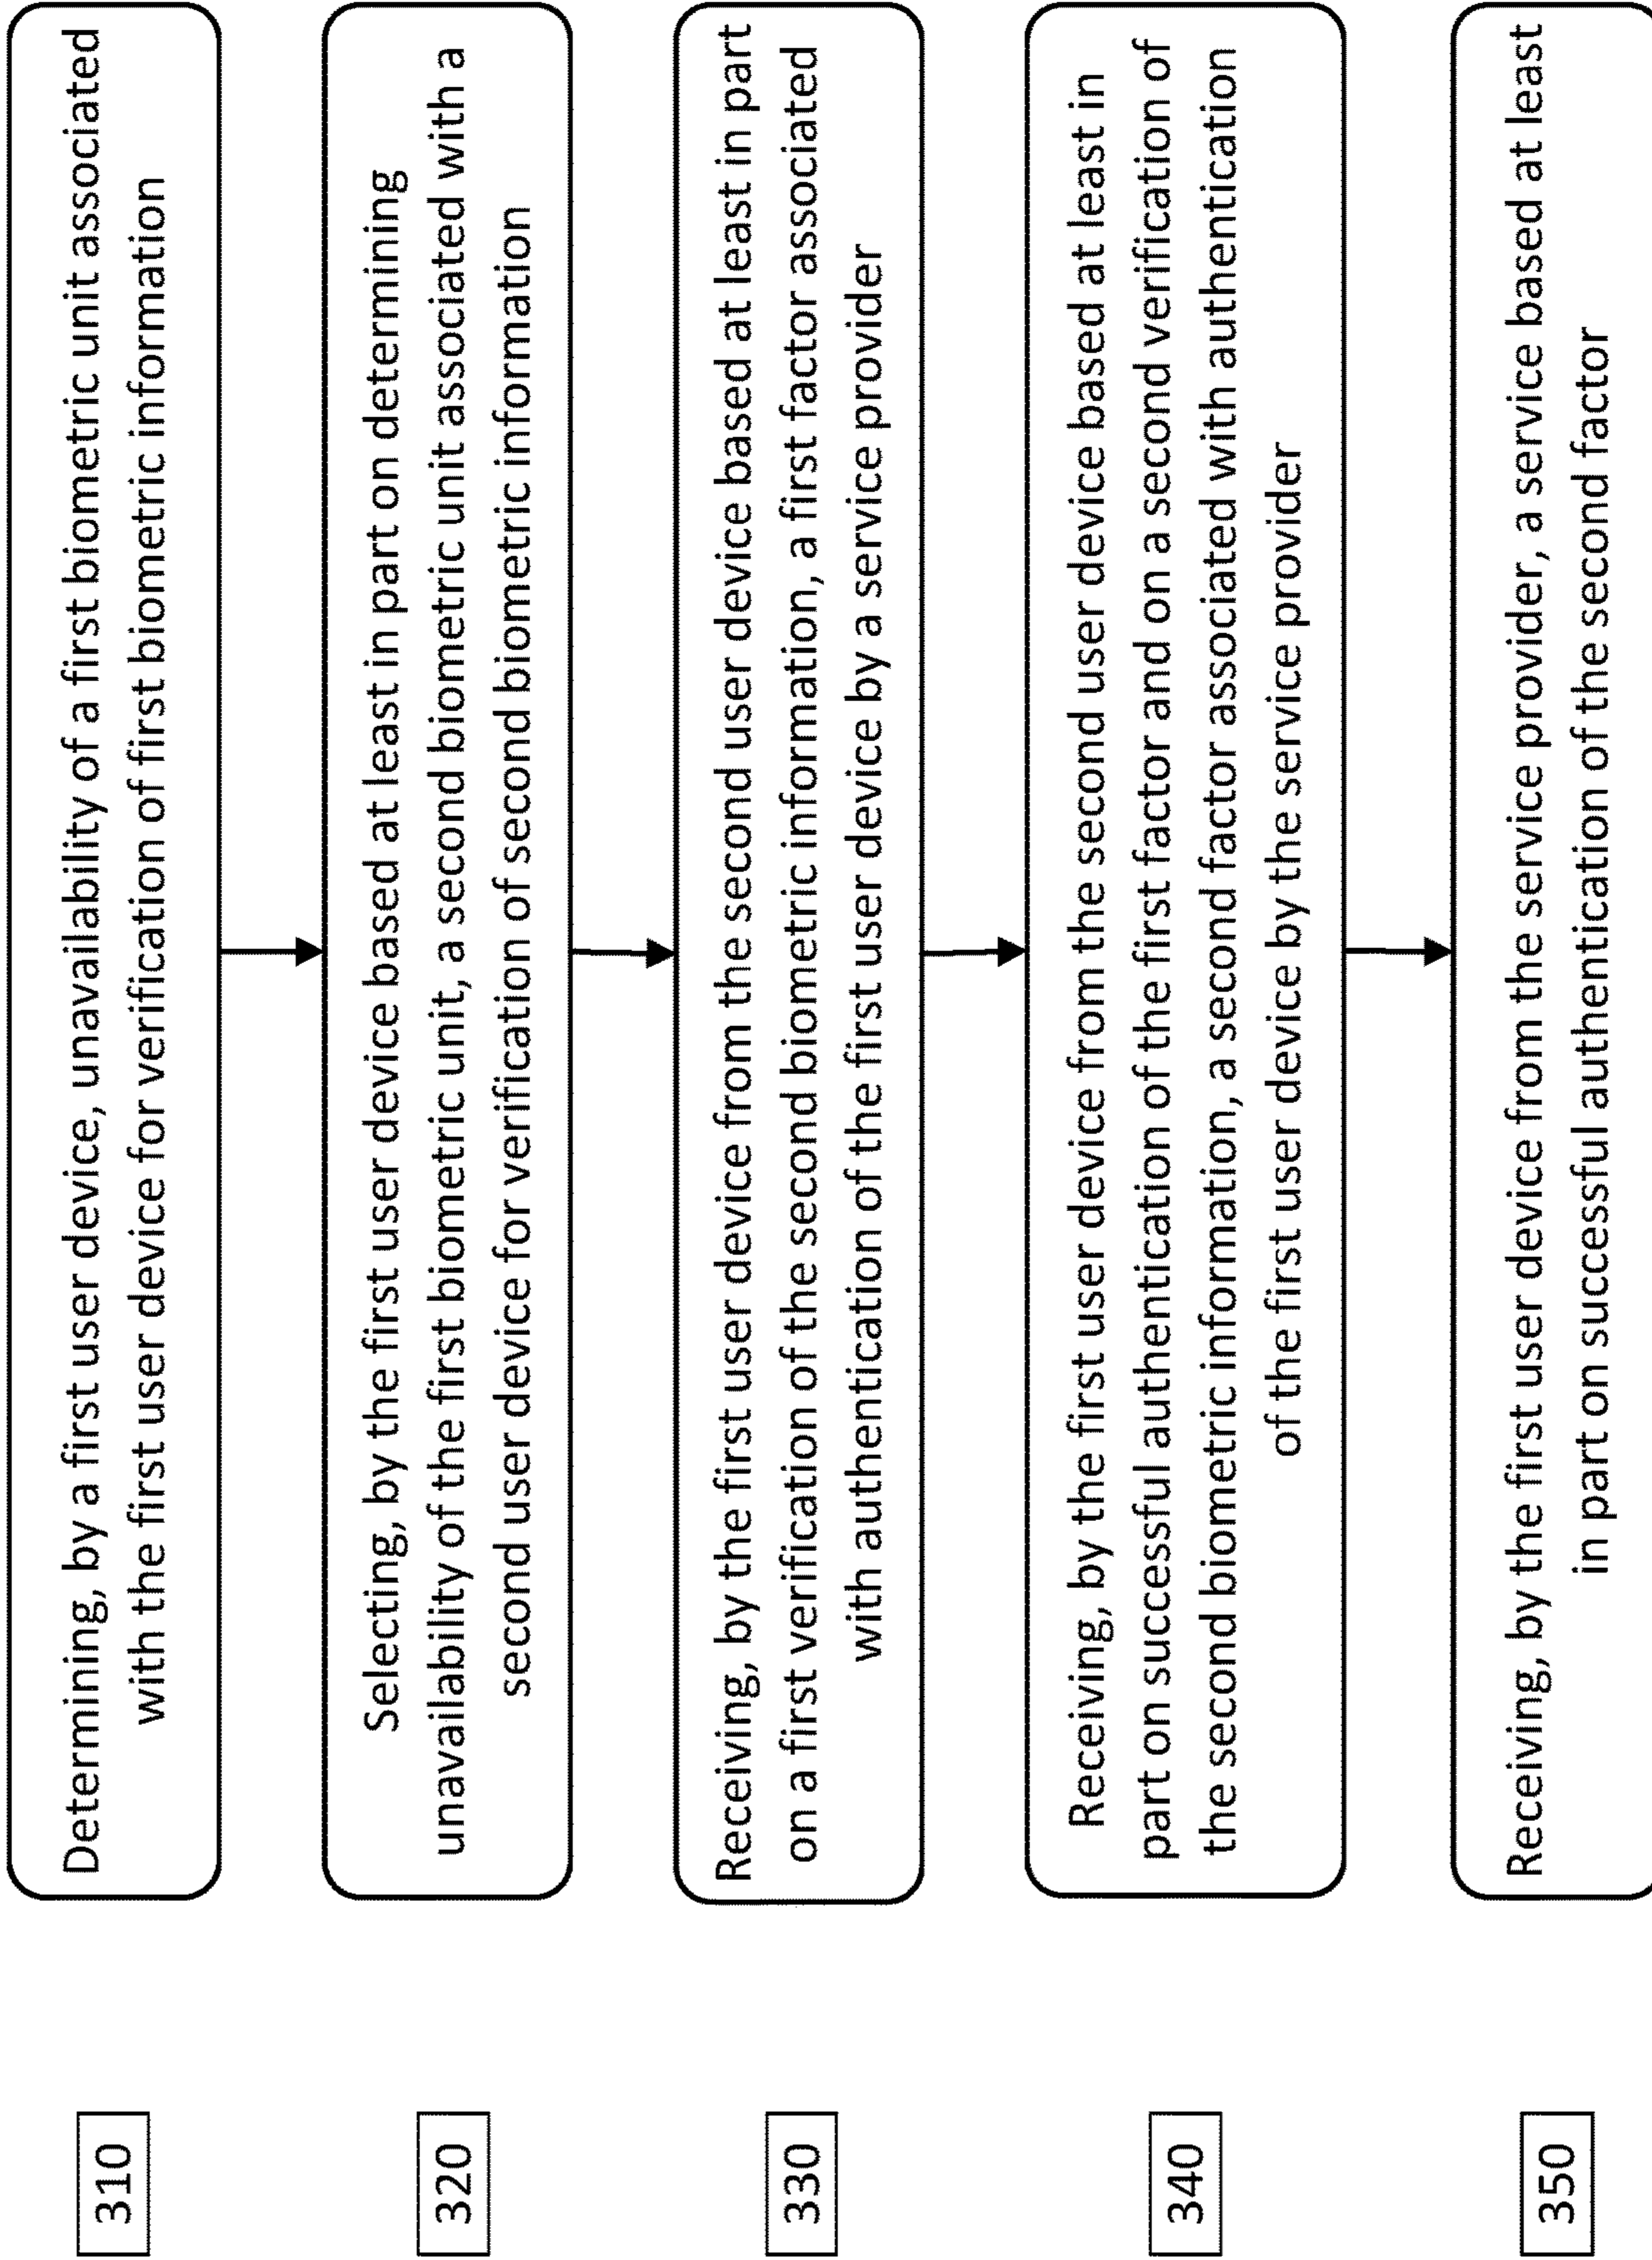 310
Determining, by a first user device, unavailability of a first biometric unit associated
with the first user device for verification of first biometric information
320
Selecting, by the first user device based at least in part on determining
unavailability of the first biometric unit, a second biometric unit associated with a
second user device for verification of second biometric information
330
Receiving, by the first user device from the second user device based at least in part
on a first verification of the second biometric information, a first factor associated
with authentication of the first user device by a service provider
340
Receiving, by the first user device from the second user device based at least in
part on successful authentication of the first factor and on a second verification of
the second biometric information, a second factor associated with authentication
of the first user device by the service provider
350
Receiving, by the first user device from the service provider, a service based at least
in part on successful authentication of the second factor